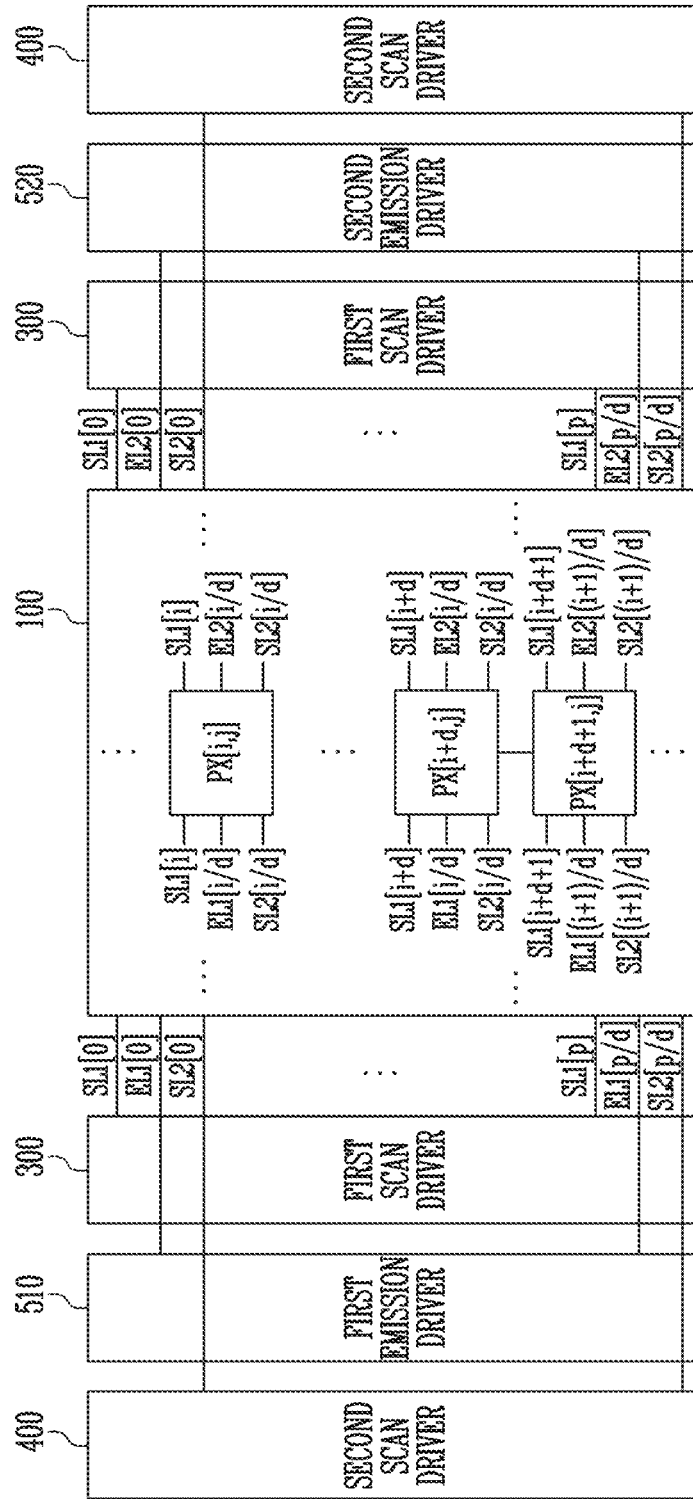 400
510
300
100
300
520
400
SECOND
SCAN
DRIVER
FIRST
EMISSION
DRIVER
FIRST
SCAN
DRIVER
SL1[0]
EL1[0]
SL2[0]
...
SL1[p]
EL1[p/d]
SL2[p/d]
...
SL1[i]
EL1[i/d]
SL2[i/d]
PX[i,j]
SL1[i]
EL2[i/d]
SL2[i/d]
...
...
...
SL1[i+d]
EL1[i/d]
SL2[i/d]
PX[i+d,j]
SL1[i+d]
EL2[i/d]
SL2[i/d]
...
...
SL1[i+d+1]
EL1[(i+1)/d]
SL2[(i+1)/d]
PX[i+d+1,j]
SL1[i+d+1]
EL2[(i+1)/d]
SL2[(i+1)/d]
...
SL1[0]
EL2[0]
SL2[0]
...
SL1[p]
EL2[p/d]
SL2[p/d]
FIRST
SCAN
DRIVER
SECOND
EMISSION
DRIVER
SECOND
SCAN
DRIVER